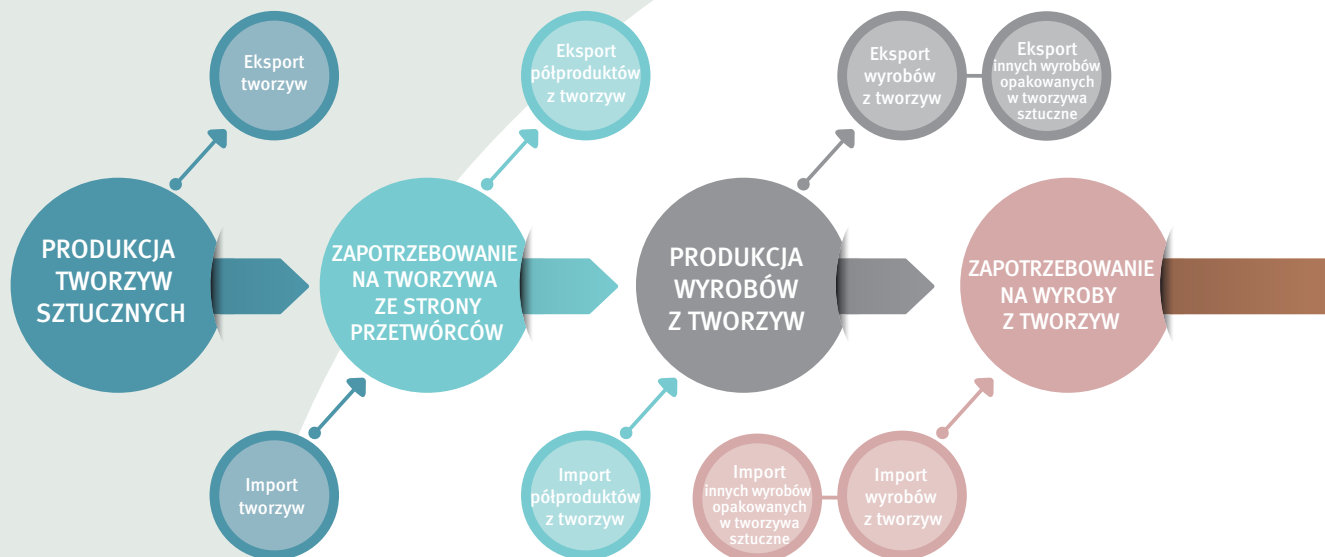 Eksport
tworzyw
Eksport
półproduktów
z tworzyw
Eksport
wyrobów
z tworzyw
Eksport
innych wyrobów
opakowanych
w tworzywa
sztuczne
PRODUKCJA
TWORZYW
SZTUCZNYCH
ZAPOTRZEBOWANIE
NA TWORZYWA
ZE STRONY
PRZETWÓRCÓW
PRODUKCJA
WYROBÓW
Z TWORZYW
ZAPOTRZEBOWANIE
NA WYROBY
Z TWORZYW
Import
tworzyw
Import
półproduktów
z tworzyw
Import
innych wyrobów
opakowanych
w tworzywa
sztuczne
Import
wyrobów
z tworzyw